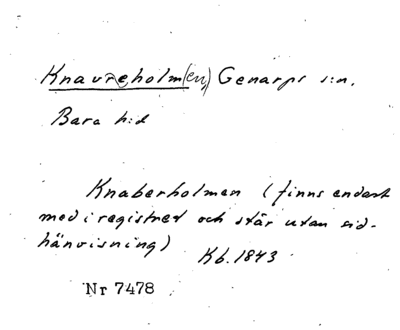 Knavreholm(en) Genarps s:n,
Bara h:d
Knaberholmen (finns endast
med i registret och står utan sid-
hänvisning)
Kb. 1843
Nr 7478